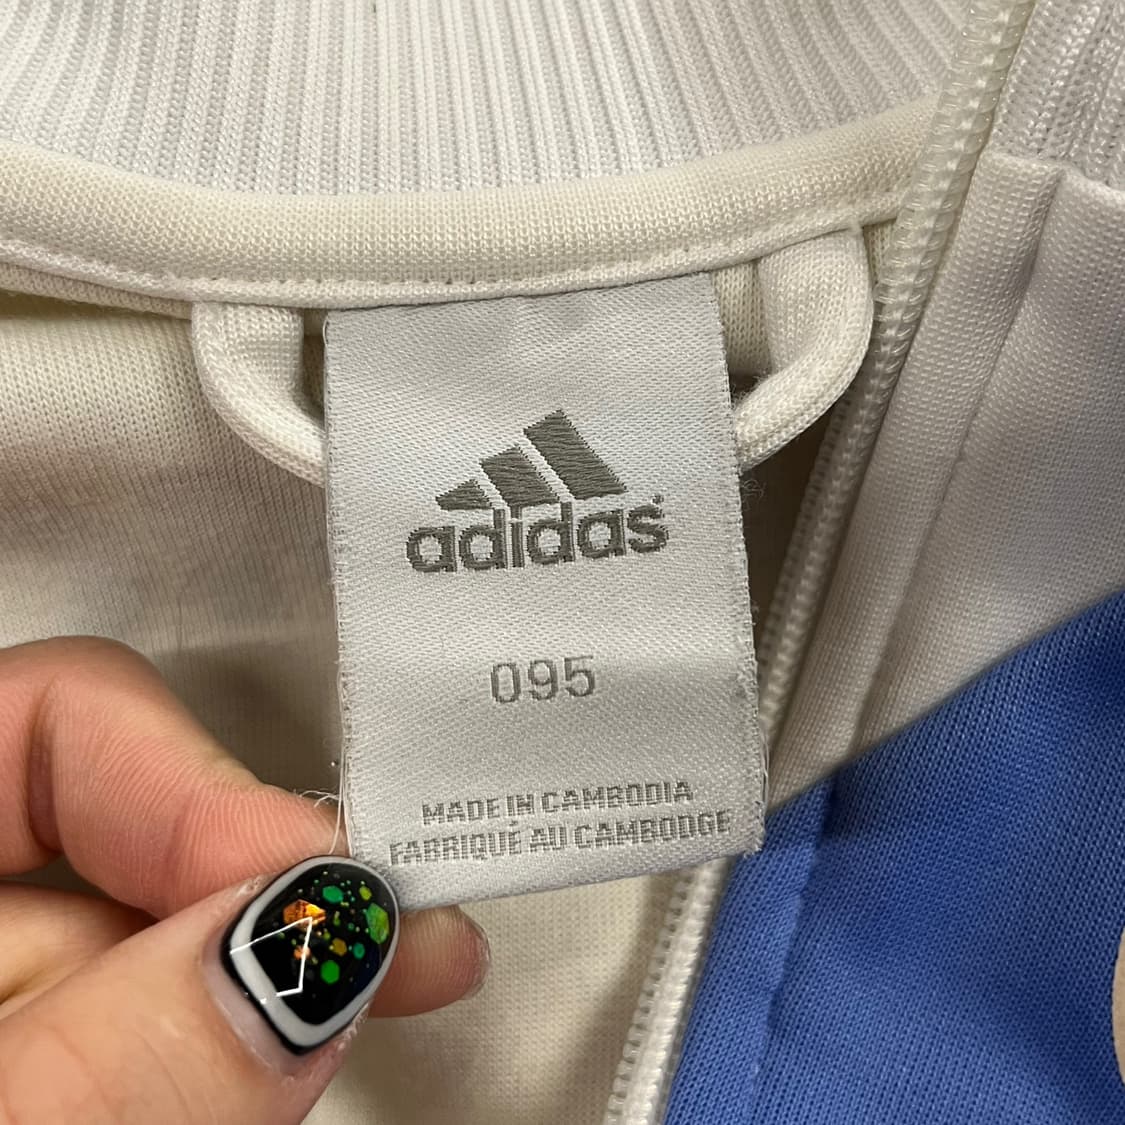 adidas®
095
MADE IN CAMBODIA
FABRIQUÉ AU CAMBODGE